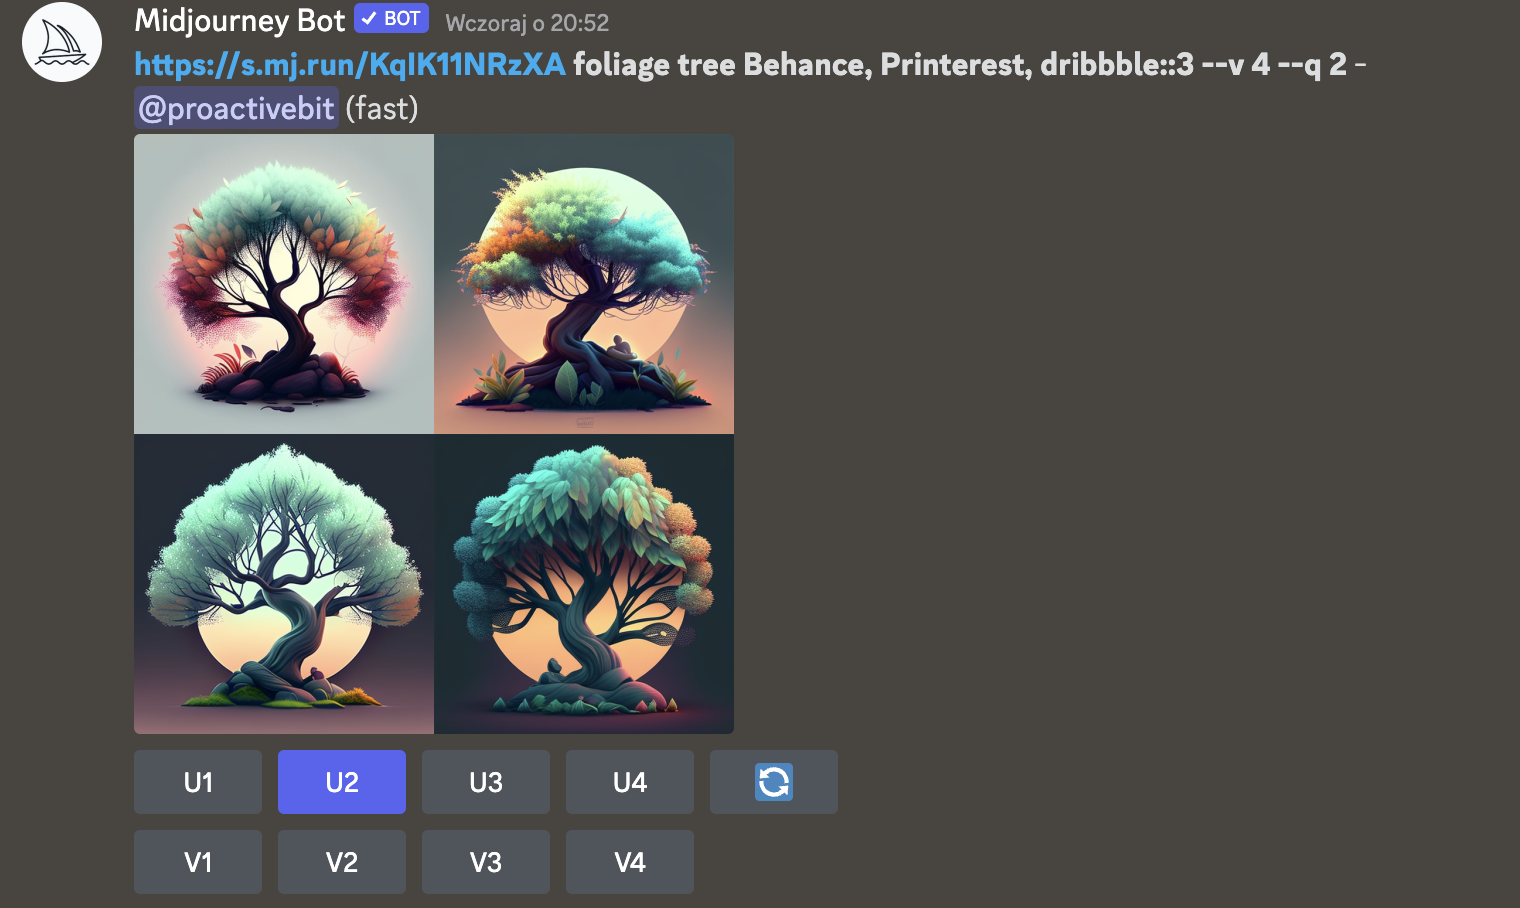 Midjourney Bot ✓ BOT Wczoraj o 20:52
https://s.mj.run/KqIK11NRzXA foliage tree Behance, Printerest, dribbble::3 --v 4 --q 2 -
@proactivebit (fast)
U1 U2 U3 U4
V1 V2 V3 V4